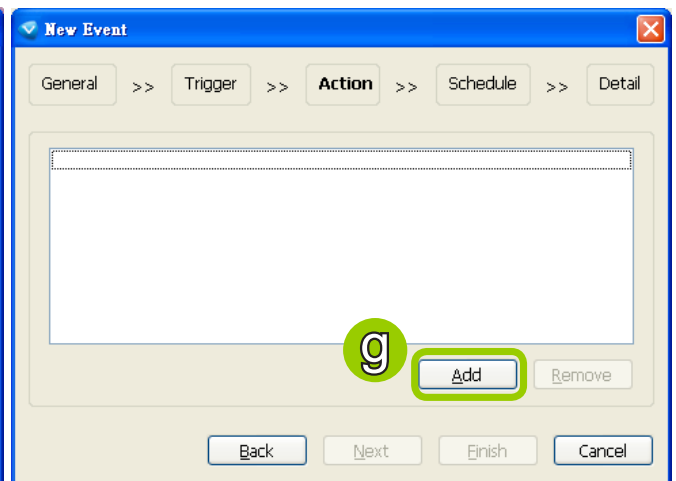 New Event
General >> Trigger >> Action >> Schedule >> Detail
g
Add Remove
Back Next Finish Cancel